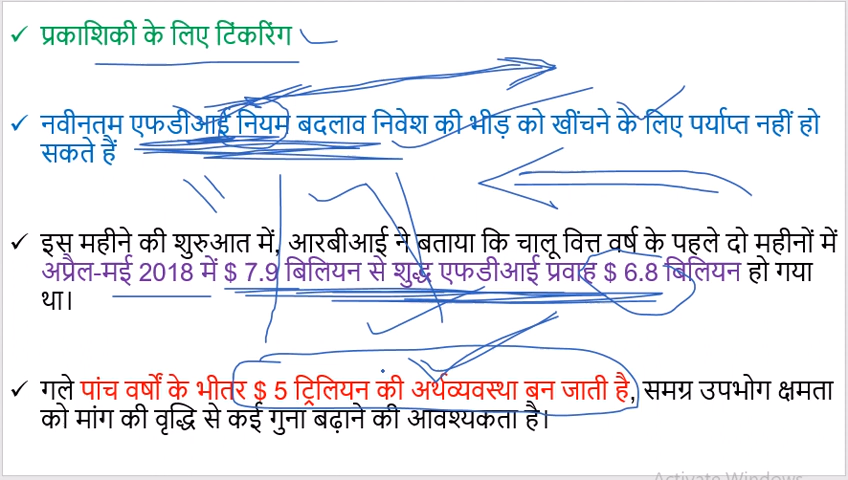 प्रकाशिकी के लिए टिंकरिंग
नवीनतम एफडीआई नियम बदलाव निवेश की भीड़ को खींचने के लिए पर्याप्त नहीं हो
सकते हैं
इस महीने की शुरुआत में, आरबीआई ने बताया कि चालू वित्त वर्ष के पहले दो महीनों में
अप्रैल-मई 2018 में $ 7.9 बिलियन से शुद्ध एफडीआई प्रवाह $ 6.8 बिलियन हो गया
था।
गले पांच वर्षों के भीतर $ 5 ट्रिलियन की अर्थव्यवस्था बन जाती है, समग्र उपभोग क्षमता
को मांग की वृद्धि से कई गुना बढ़ाने की आवश्यकता है।
Activate Windows